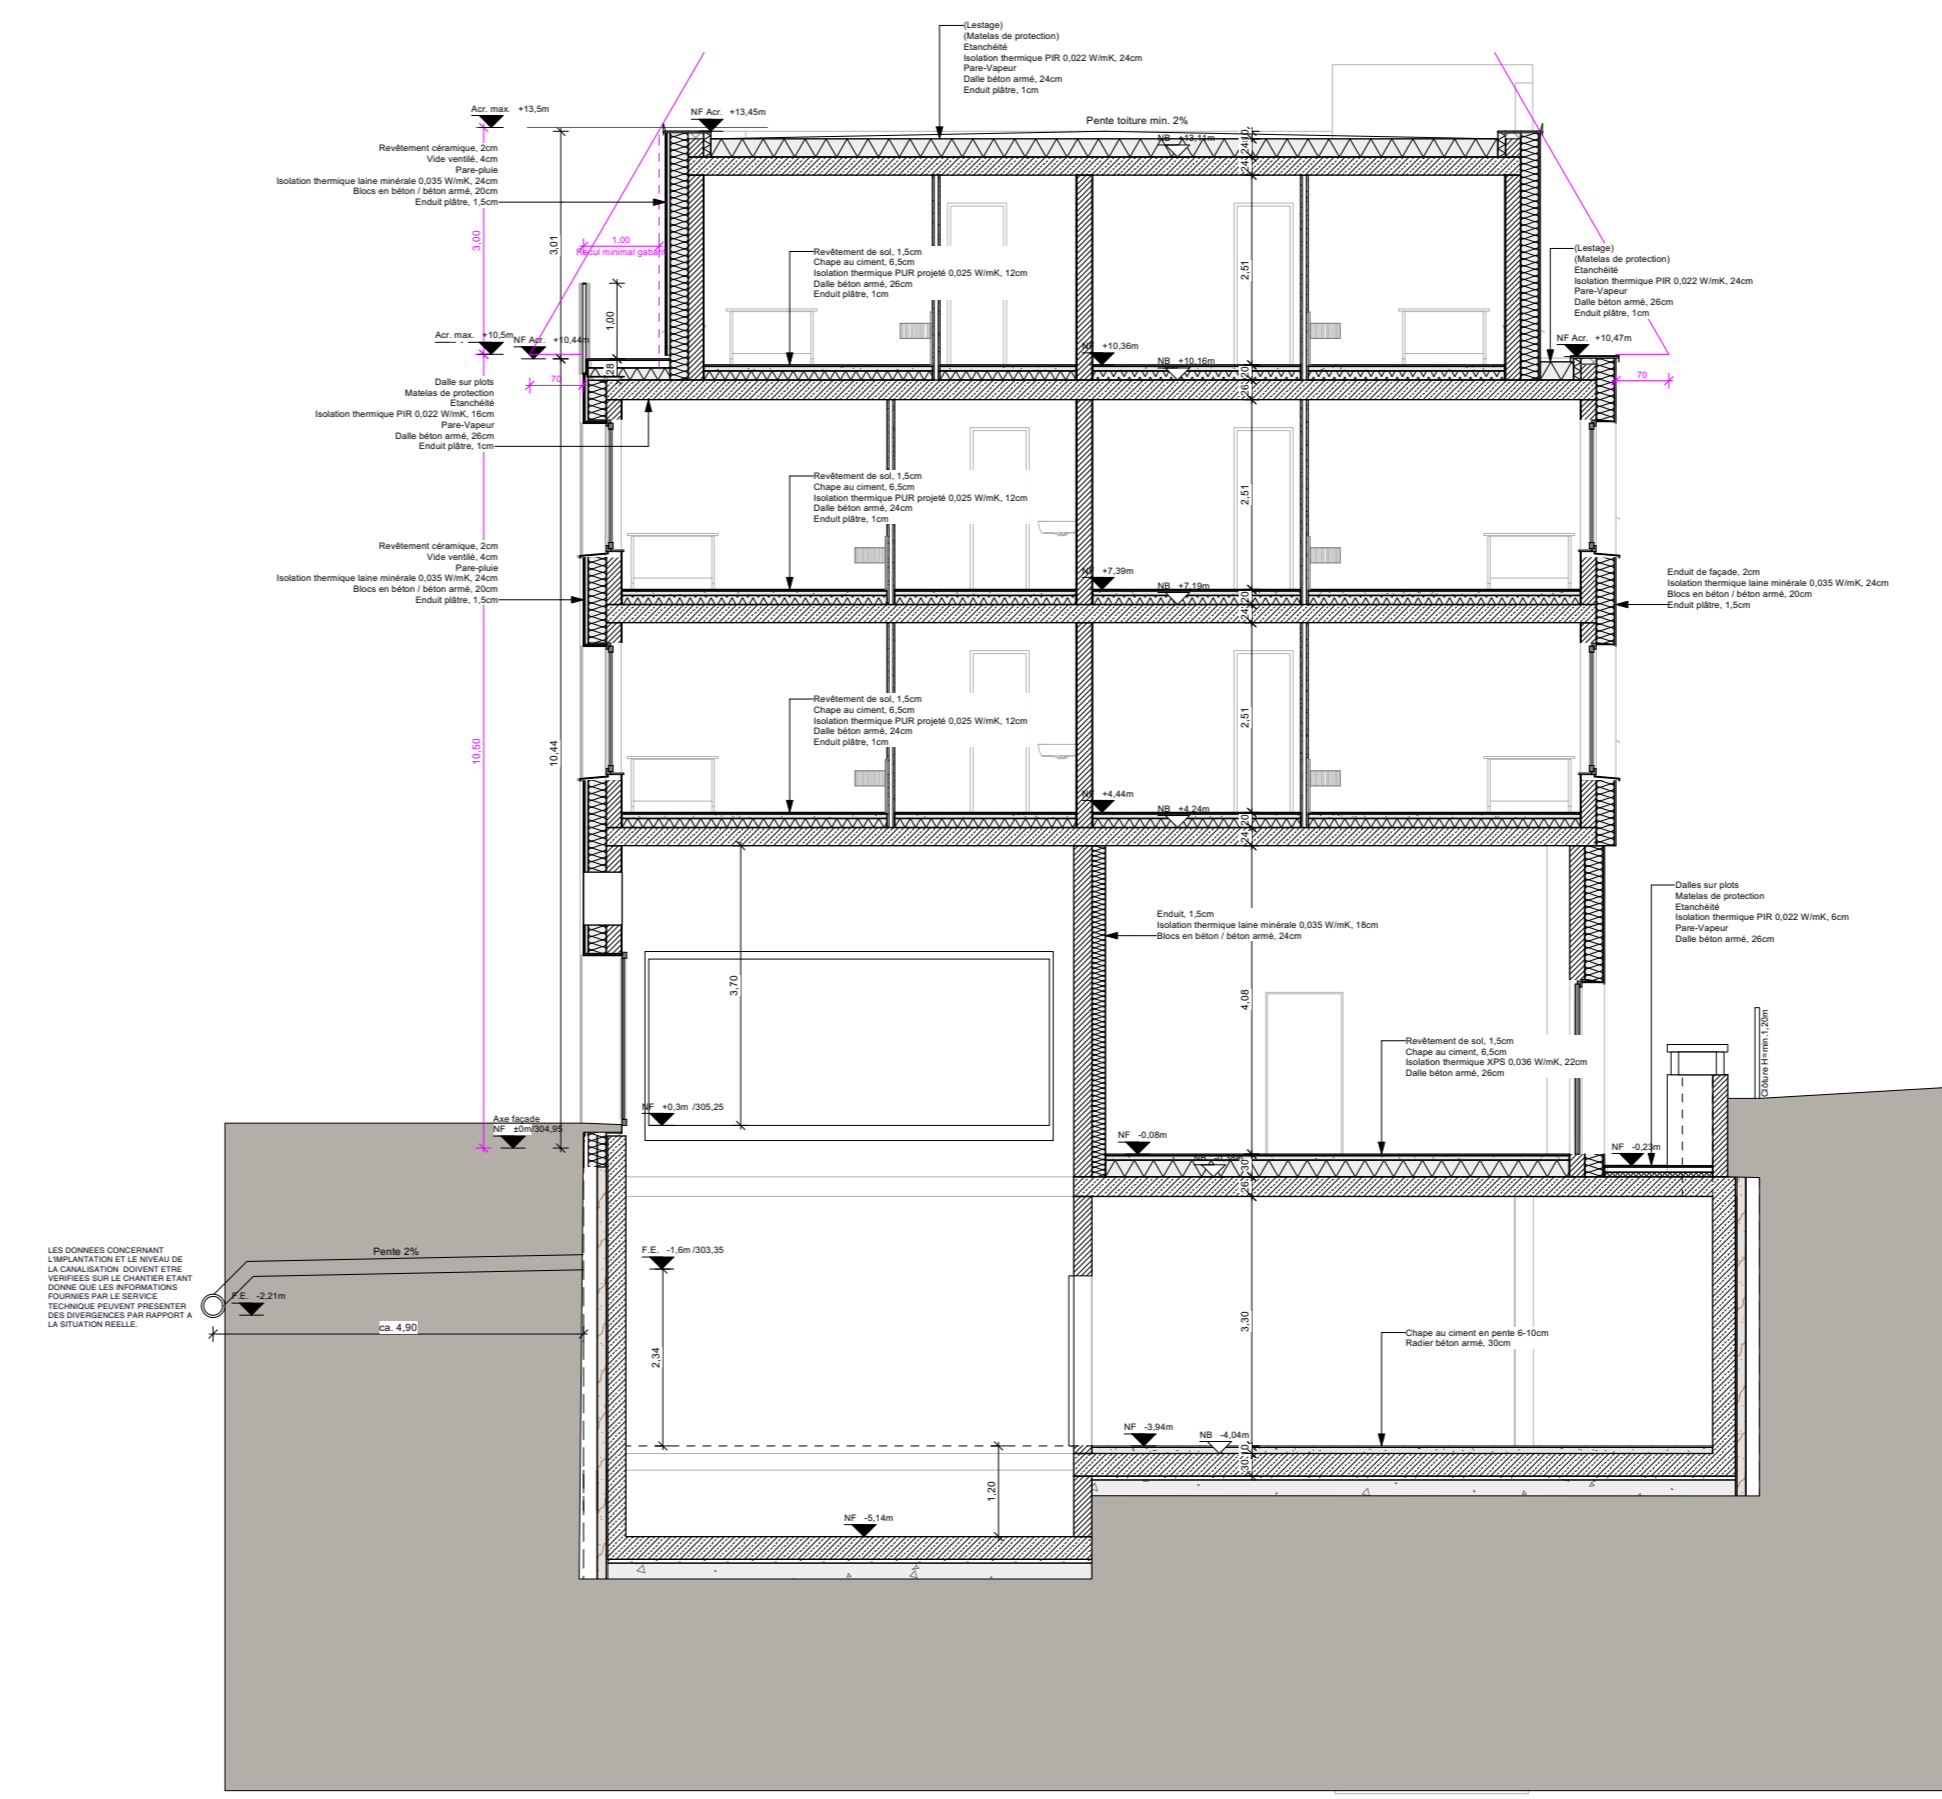 (Lestage)
(Matelas de protection)
Etanchéité
Isolation thermique PIR 0,022 W/mK, 24cm
Pare-Vapeur
Dalle béton armé, 24cm
Enduit plâtre, 1cm
Acr. max. +13,5m
NF Acr. +13,45m
Pente toiture min. 2%
NB +13,11m
10
24
24
Revêtement céramique, 2cm
Vide ventilé, 4cm
Pare-pluie
Isolation thermique laine minérale 0,035 W/mK, 24cm
Blocs en béton / béton armé, 20cm
Enduit plâtre, 1,5cm
3,00
3,01
1,00
Recul minimal gabarit
Revêtement de sol, 1,5cm
Chape au ciment, 6,5cm
Isolation thermique PUR projeté 0,025 W/mK, 12cm
Dalle béton armé, 26cm
Enduit plâtre, 1cm
2,51
(Lestage)
(Matelas de protection)
Etanchéité
Isolation thermique PIR 0,022 W/mK, 24cm
Pare-Vapeur
Dalle béton armé, 26cm
Enduit plâtre, 1cm
1,00
Acr. max. +10,5m
NF Acr. +10,44m
NF +10,36m
NB +10,16m
NF Acr. +10,47m
28
20
26
70
70
Dalle sur plots
Matelas de protection
Etanchéité
Isolation thermique PIR 0,022 W/mK, 16cm
Pare-Vapeur
Dalle béton armé, 26cm
Enduit plâtre, 1cm
Revêtement de sol, 1,5cm
Chape au ciment, 6,5cm
Isolation thermique PUR projeté 0,025 W/mK, 12cm
Dalle béton armé, 24cm
Enduit plâtre, 1cm
2,51
Revêtement céramique, 2cm
Vide ventilé, 4cm
Pare-pluie
Isolation thermique laine minérale 0,035 W/mK, 24cm
Blocs en béton / béton armé, 20cm
Enduit plâtre, 1,5cm
NF +7,39m
NB +7,19m
20
24
Enduit de façade, 2cm
Isolation thermique laine minérale 0,035 W/mK, 24cm
Blocs en béton / béton armé, 20cm
Enduit plâtre, 1,5cm
Revêtement de sol, 1,5cm
Chape au ciment, 6,5cm
Isolation thermique PUR projeté 0,025 W/mK, 12cm
Dalle béton armé, 24cm
Enduit plâtre, 1cm
2,51
10,50
10,44
NF +4,44m
NB +4,24m
20
24
Enduit, 1,5cm
Isolation thermique laine minérale 0,035 W/mK, 18cm
Blocs en béton / béton armé, 24cm
Dalles sur plots
Matelas de protection
Etanchéité
Isolation thermique PIR 0,022 W/mK, 6cm
Pare-Vapeur
Dalle béton armé, 26cm
3,70
4,08
Revêtement de sol, 1,5cm
Chape au ciment, 6,5cm
Isolation thermique XPS 0,036 W/mK, 22cm
Dalle béton armé, 26cm
Clôture H=min.1,20m
NF +0,3m /305,25
Axe façade
NF ±0m/304,95
NF -0,08m
NF -0,23m
30
26
LES DONNEES CONCERNANT
L'IMPLANTATION ET LE NIVEAU DE
LA CANALISATION DOIVENT ETRE
VERIFIEES SUR LE CHANTIER ETANT
DONNE QUE LES INFORMATIONS
FOURNIES PAR LE SERVICE
TECHNIQUE PEUVENT PRESENTER
DES DIVERGENCES PAR RAPPORT A
LA SITUATION REELLE.
Pente 2%
F.E. -2,21m
ca. 4,90
F.E. -1,6m /303,35
2,34
3,30
Chape au ciment en pente 6-10cm
Radier béton armé, 30cm
NF -3,94m
NB -4,04m
10
30
1,20
NF -5,14m